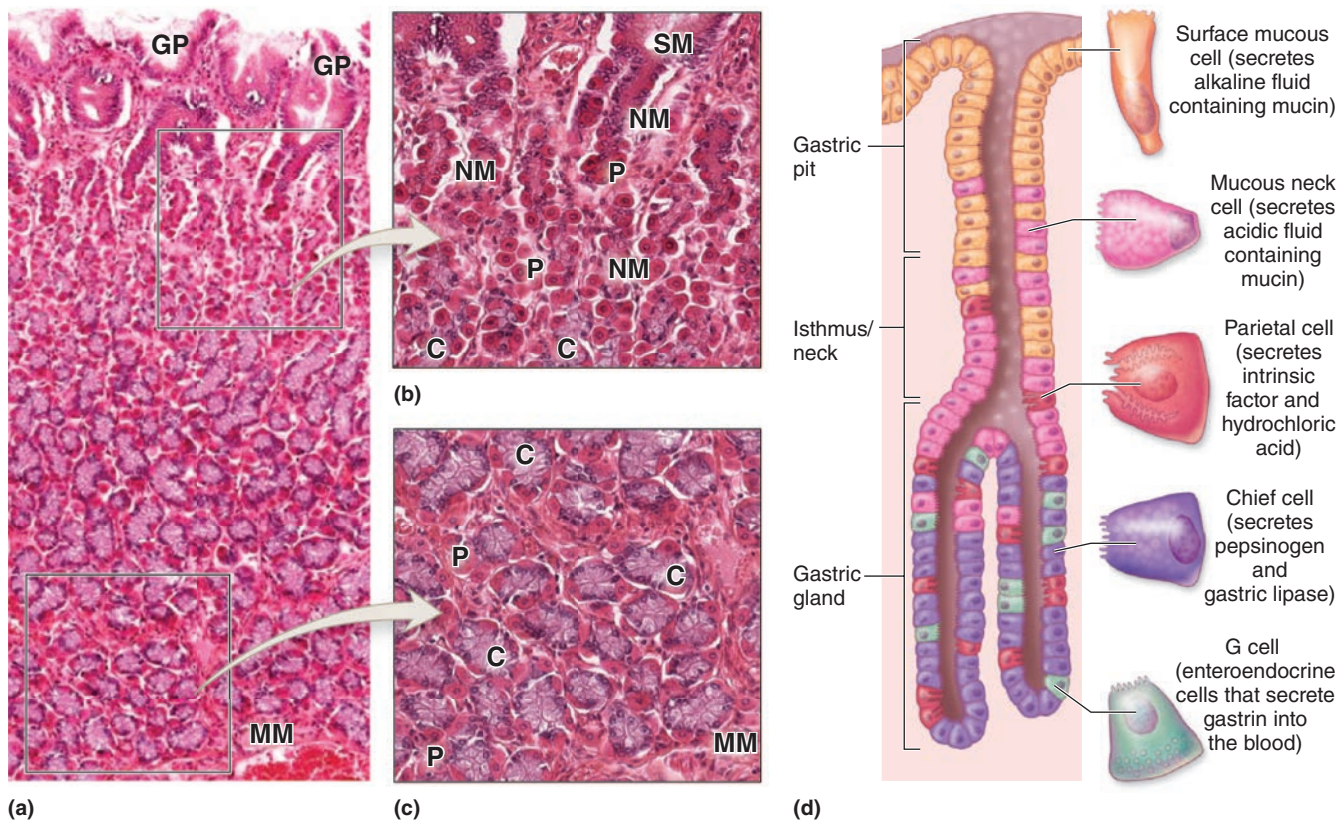 GP
GP
MM
(a)
SM
NM
NM
P
P
NM
C
C
(b)
C
P
C
C
P
MM
(c)
Gastric
pit
Isthmus/
neck
Gastric
gland
Surface mucous
cell (secretes
alkaline fluid
containing mucin)
Mucous neck
cell (secretes
acidic fluid
containing
mucin)
Parietal cell
(secretes
intrinsic
factor and
hydrochloric
acid)
Chief cell
(secretes
pepsinogen
and
gastric lipase)
G cell
(enteroendocrine
cells that secrete
gastrin into
the blood)
(d)